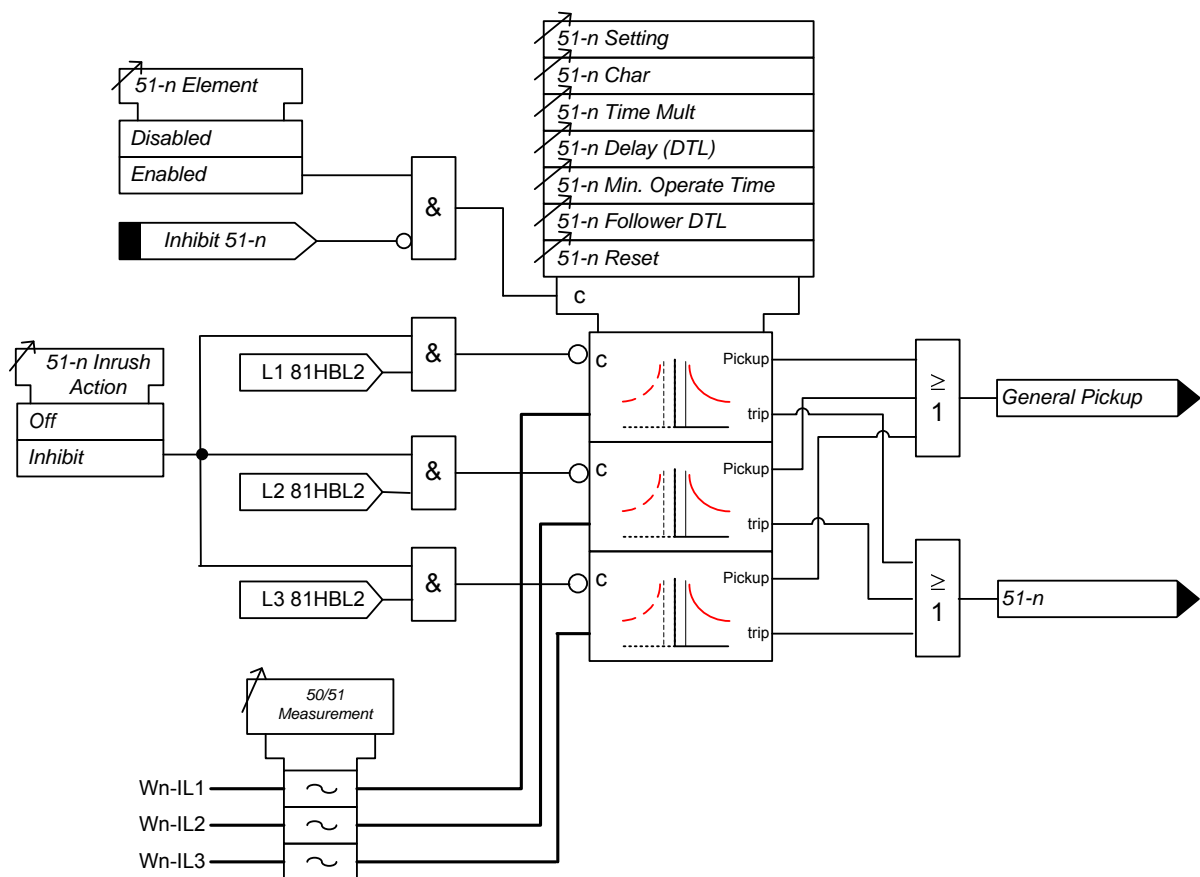 51-n Setting
51-n Char
51-n Time Mult
51-n Delay (DTL)
51-n Min. Operate Time
51-n Follower DTL
51-n Reset
c
51-n Element
Disabled
Enabled
Inhibit 51-n
&
51-n Inrush
Action
Off
Inhibit
L1 81HBL2
&
L2 81HBL2
&
L3 81HBL2
&
c
Pickup
trip
c
Pickup
trip
c
Pickup
trip
≥
1
General Pickup
≥
1
51-n
50/51
Measurement
Wn-IL1
~
Wn-IL2
~
Wn-IL3
~